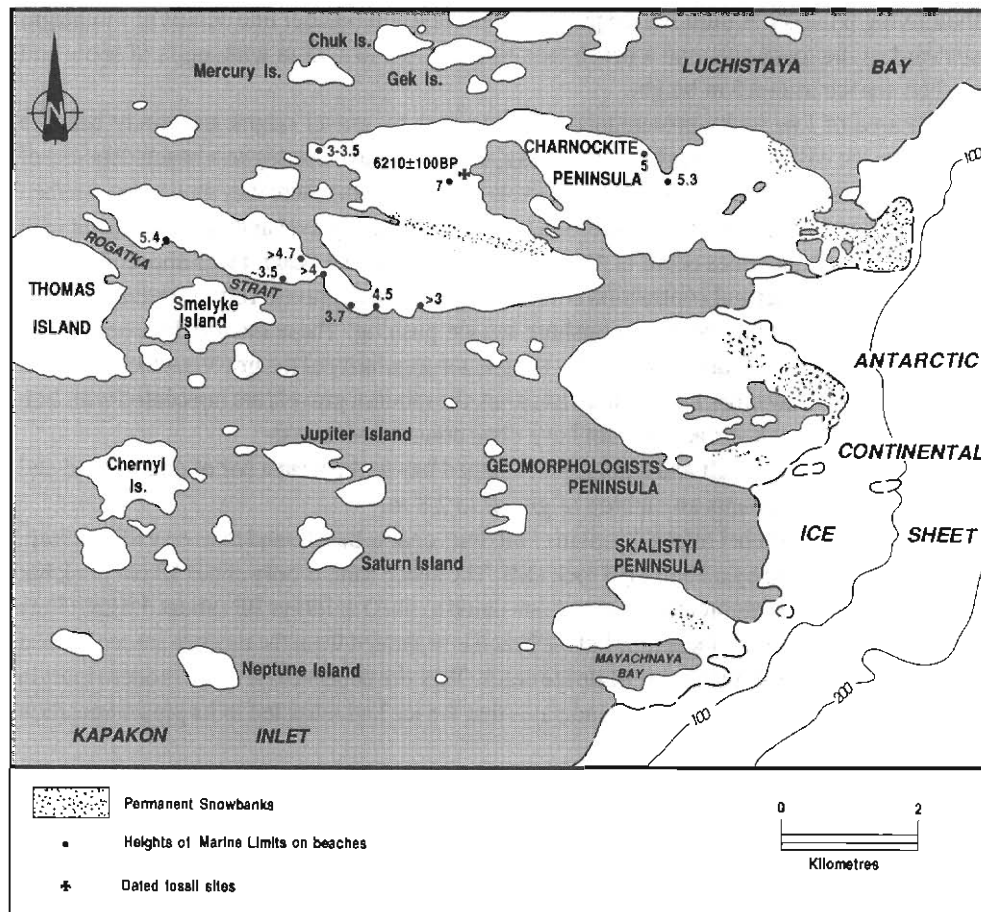 Chuk Is.
Mercury Is.
Gek Is.
LUCHISTAYA BAY
N
3-3.5
6210±100BP
7
CHARNOCKITE
PENINSULA
5
5.3
100
5.4
>4.7
~3.5
>4
ROGATKA
STRAIT
3.7
4.5
>3
THOMAS
ISLAND
Smelyke
Island
ANTARCTIC
CONTINENTAL
ICE SHEET
Jupiter Island
Chernyl
Is.
GEOMORPHOLOGISTS
PENINSULA
Saturn Island
SKALISTYI
PENINSULA
MAYACHNAYA
BAY
Neptune Island
KAPAKON INLET
100
200
Permanent Snowbanks
Heights of Marine Limits on beaches
Dated fossil sites
0 2
Kilometres